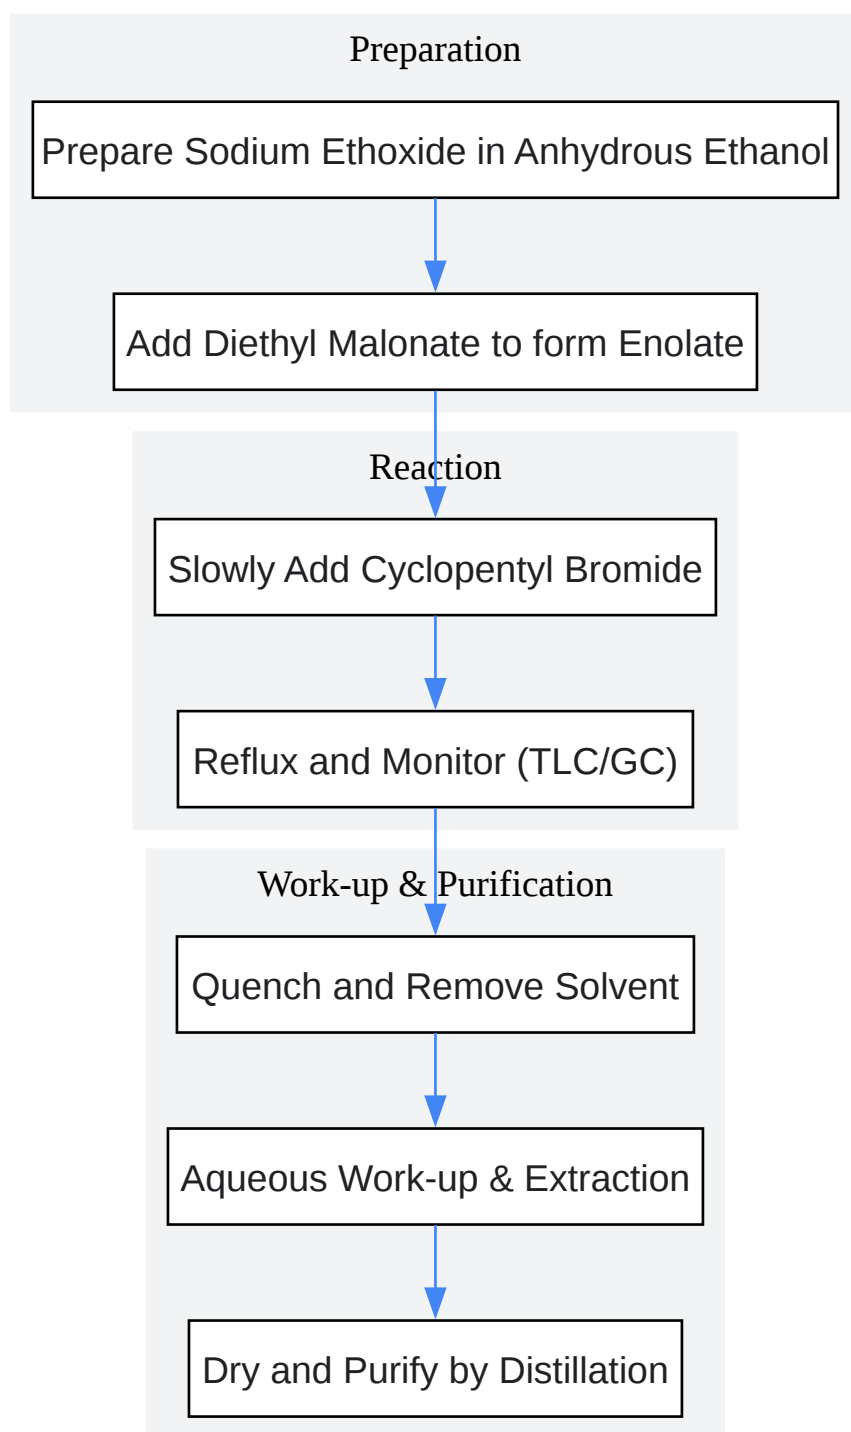 Preparation
Prepare Sodium Ethoxide in Anhydrous Ethanol
Add Diethyl Malonate to form Enolate
Reaction
Slowly Add Cyclopentyl Bromide
Reflux and Monitor (TLC/GC)
Work-up & Purification
Quench and Remove Solvent
Aqueous Work-up & Extraction
Dry and Purify by Distillation